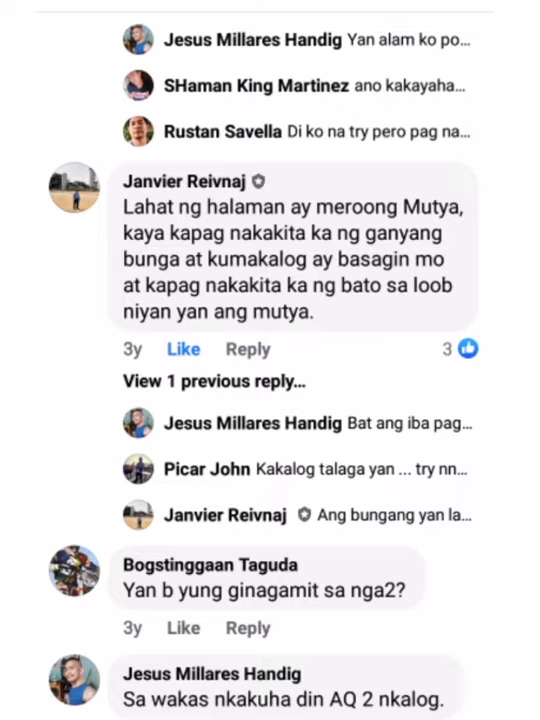 Jesus Millares Handig Yan alam ko po...
SHaman King Martinez ano kakayaha...
Rustan Savella Di ko na try pero pag na...
Janvier Reivnaj
Lahat ng halaman ay meroong Mutya,
kaya kapag nakakita ka ng ganyang
bunga at kumakalog ay basagin mo
at kapag nakakita ka ng bato sa loob
niyan yan ang mutya.
3y Like Reply 3
View 1 previous reply...
Jesus Millares Handig Bat ang iba pag...
Picar John Kakalog talaga yan ... try nn...
Janvier Reivnaj Ang bungang yan la...
Bogstinggaan Taguda
Yan b yung ginagamit sa nga2?
3y Like Reply
Jesus Millares Handig
Sa wakas nkakuha din AQ 2 nkalog.